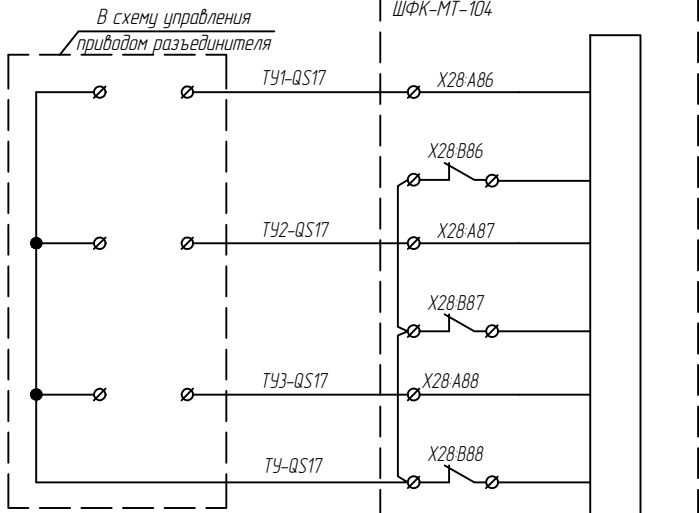 В схему управления
приводом разъединителя
ШФК-МТ-104
ТУ1-QS17
X28:A86
X28:B86
ТУ2-QS17
X28:A87
X28:B87
ТУ3-QS17
X28:A88
ТУ-QS17
X28:B88